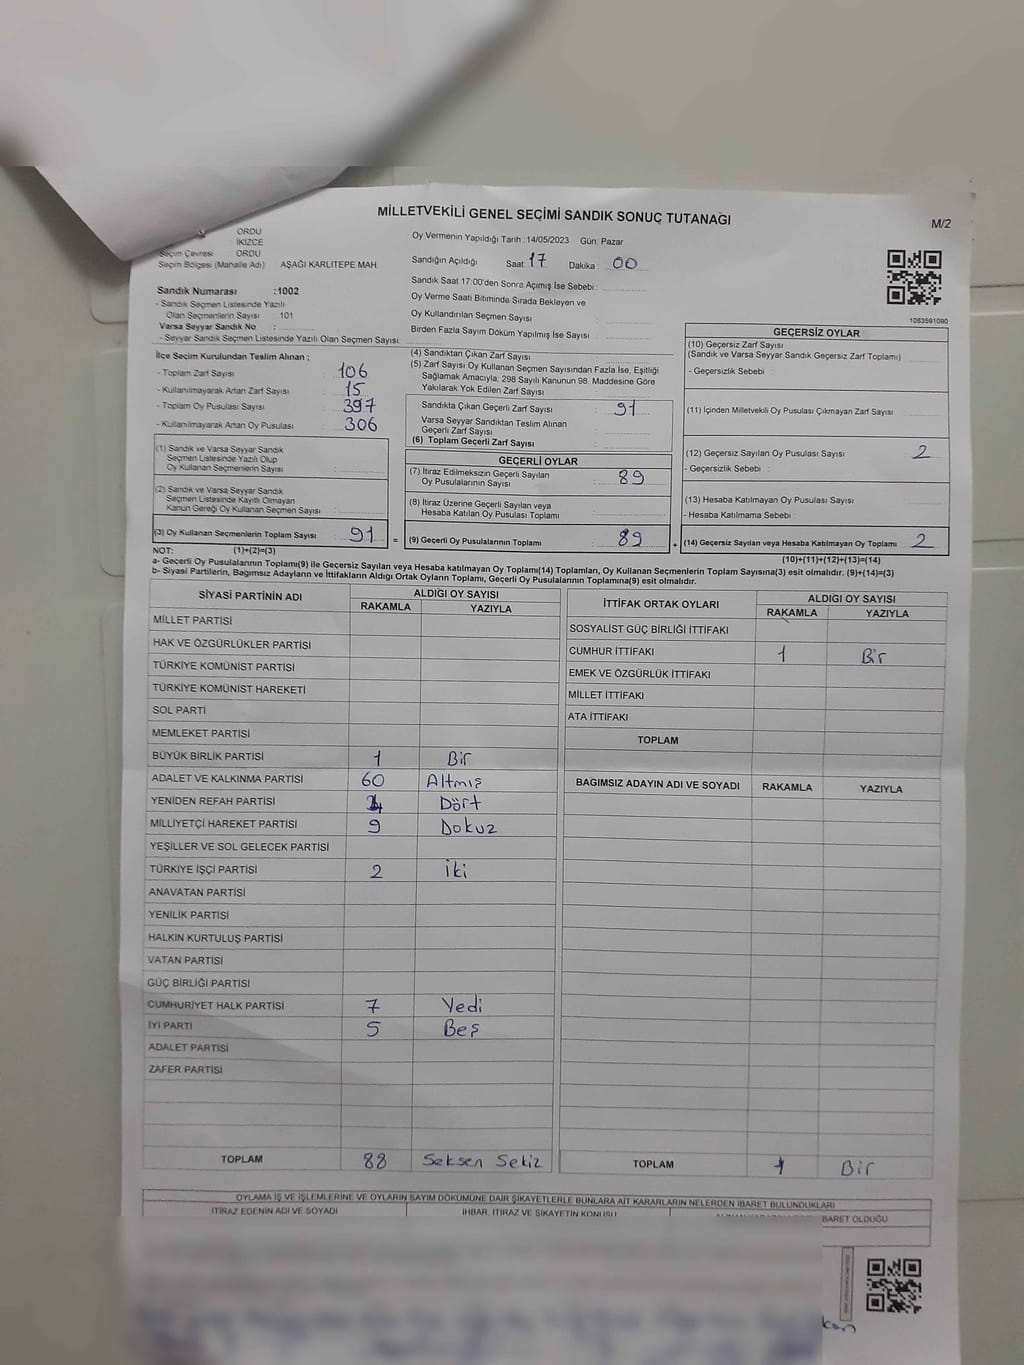 MİLLETVEKİLİ GENEL SEÇİMİ SANDIK SONUÇ TUTANAĞI
M/2
ORDU
İKİZCE
Seçim Çevresi ORDU
Seçim Bölgesi (Mahalle Adı) AŞAĞI KARLITEPE MAH.
Sandık Numarası :1002
- Sandık Seçmen Listesinde Yazılı
Olan Seçmenlerin Sayısı : 101
Varsa Seyyar Sandık No :
- Seyyar Sandık Seçmen Listesinde Yazılı Olan Seçmen Sayısı:
Oy Vermenin Yapıldığı Tarih :14/05/2023 Gün: Pazar
Sandığın Açıldığı Saat 17 Dakika : 00
Sandık Saat 17:00'den Sonra Açımış İse Sebebi :
Oy Verme Saati Bitiminde Sırada Bekleyen ve
Oy Kullandırılan Seçmen Sayısı :
Birden Fazla Sayım Döküm Yapılmış İse Sayısı :
1083591090
İlçe Seçim Kurulundan Teslim Alınan ;
- Toplam Zarf Sayısı : 106
- Kullanılmayarak Artan Zarf Sayısı : 15
- Toplam Oy Pusulası Sayısı : 397
- Kullanılmayarak Artan Oy Pusulası : 306
(1) Sandık ve Varsa Seyyar Sandık
Seçmen Listesinde Yazılı Olup
Oy Kullanan Seçmenlerin Sayısı :
(2) Sandık ve Varsa Seyyar Sandık
Seçmen Listesinde Kayıtlı Olmayan
Kanun Gereği Oy Kullanan Seçmen Sayısı :
(3) Oy Kullanan Seçmenlerin Toplam Sayısı : 91 =
(4) Sandıktan Çıkan Zarf Sayısı :
(5) Zarf Sayısı Oy Kullanan Seçmen Sayısından Fazla İse, Eşitliği
Sağlamak Amacıyla; 298 Sayılı Kanunun 98. Maddesine Göre
Yakılarak Yok Edilen Zarf Sayısı :
Sandıkta Çıkan Geçerli Zarf Sayısı : 91
Varsa Seyyar Sandıktan Teslim Alınan
Geçerli Zarf Sayısı :
(6) Toplam Geçerli Zarf Sayısı :
GEÇERLİ OYLAR
(7) İtiraz Edilmeksizin Geçerli Sayılan
Oy Pusulalarının Sayısı : 89
(8) İtiraz Üzerine Geçerli Sayılan veya
Hesaba Katılan Oy Pusulası Toplamı :
(9) Geçerli Oy Pusulalarının Toplamı : 89 +
GEÇERSİZ OYLAR
(10) Geçersiz Zarf Sayısı
(Sandık ve Varsa Seyyar Sandık Geçersiz Zarf Toplamı) :
- Geçersizlik Sebebi :
(11) İçinden Milletvekili Oy Pusulası Çıkmayan Zarf Sayısı :
(12) Geçersiz Sayılan Oy Pusulası Sayısı : 2
- Geçersizlik Sebebi :
(13) Hesaba Katılmayan Oy Pusulası Sayısı :
- Hesaba Katılmama Sebebi :
(14) Geçersiz Sayılan veya Hesaba Katılmayan Oy Toplamı : 2
NOT: (1)+(2)=(3) (10)+(11)+(12)+(13)=(14)
a- Geçerli Oy Pusulalarının Toplamı(9) ile Geçersiz Sayılan veya Hesaba katılmayan Oy Toplamı(14) Toplamları, Oy Kullanan Seçmenlerin Toplam Sayısına(3) eşit olmalıdır. (9)+(14)=(3)
b- Siyasi Partilerin, Bağımsız Adayların ve İttifakların Aldığı Ortak Oyların Toplamı, Geçerli Oy Pusulalarının Toplamına(9) eşit olmalıdır.
SİYASİ PARTİNİN ADI ALDIĞI OY SAYISI
RAKAMLA YAZIYLA
MİLLET PARTİSİ
HAK VE ÖZGÜRLÜKLER PARTİSİ
TÜRKİYE KOMÜNİST PARTİSİ
TÜRKİYE KOMÜNİST HAREKETİ
SOL PARTİ
MEMLEKET PARTİSİ
BÜYÜK BİRLİK PARTİSİ 1 Bir
ADALET VE KALKINMA PARTİSİ 60 Altmış
YENİDEN REFAH PARTİSİ 4 Dört
MİLLİYETÇİ HAREKET PARTİSİ 9 Dokuz
YEŞİLLER VE SOL GELECEK PARTİSİ
TÜRKİYE İŞÇİ PARTİSİ 2 İki
ANAVATAN PARTİSİ
YENİLİK PARTİSİ
HALKIN KURTULUŞ PARTİSİ
VATAN PARTİSİ
GÜÇ BİRLİĞİ PARTİSİ
CUMHURİYET HALK PARTİSİ 7 Yedi
İYİ PARTİ 5 Beş
ADALET PARTİSİ
ZAFER PARTİSİ
TOPLAM 88 Seksen Sekiz
İTTİFAK ORTAK OYLARI ALDIĞI OY SAYISI
RAKAMLA YAZIYLA
SOSYALİST GÜÇ BİRLİĞİ İTTİFAKI
CUMHUR İTTİFAKI 1 Bir
EMEK VE ÖZGÜRLÜK İTTİFAKI
MİLLET İTTİFAKI
ATA İTTİFAKI
TOPLAM
BAĞIMSIZ ADAYIN ADI VE SOYADI RAKAMLA YAZIYLA
TOPLAM 1 Bir
OYLAMA İŞ VE İŞLEMLERİNE VE OYLARIN SAYIM DÖKÜMÜNE DAİR ŞİKAYETLERLE BUNLARA AİT KARARLARIN NELERDEN İBARET BULUNDUKLARI
İTİRAZ EDENİN ADI VE SOYADI İHBAR, İTİRAZ VE ŞİKAYETİN KONUSU BARET OLDUĞU